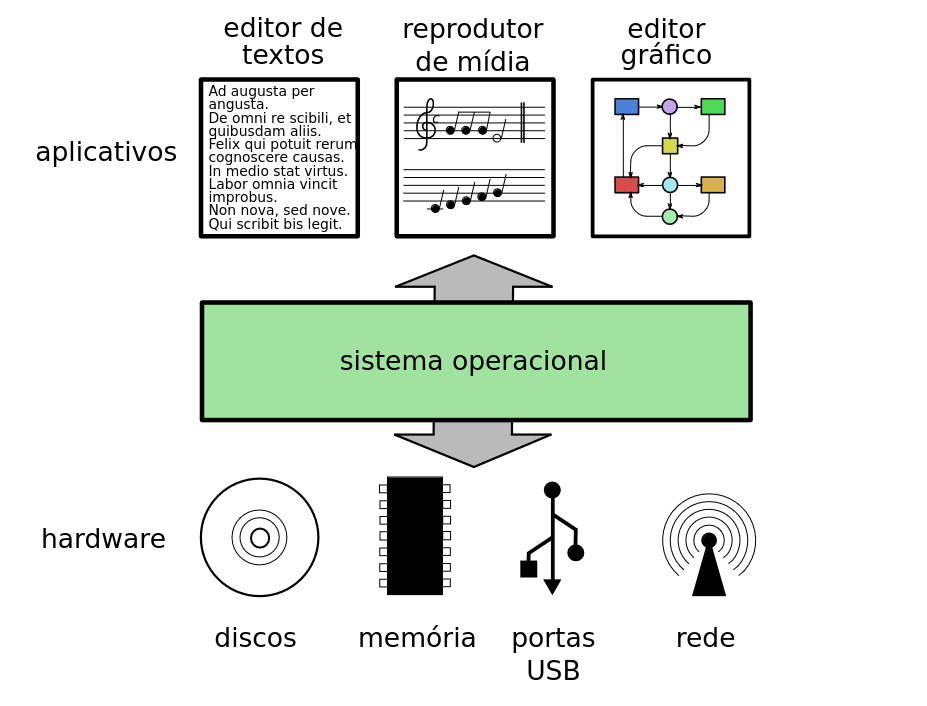 editor de
textos
reprodutor
de mídia
editor
gráfico
aplicativos
Ad augusta per
angusta.
De omni re scibili, et
quibusdam aliis.
Felix qui potuit rerum
cognoscere causas.
In medio stat virtus.
Labor omnia vincit
improbus.
Non nova, sed nove.
Qui scribit bis legit.
sistema operacional
hardware
discos
memória
portas
USB
rede